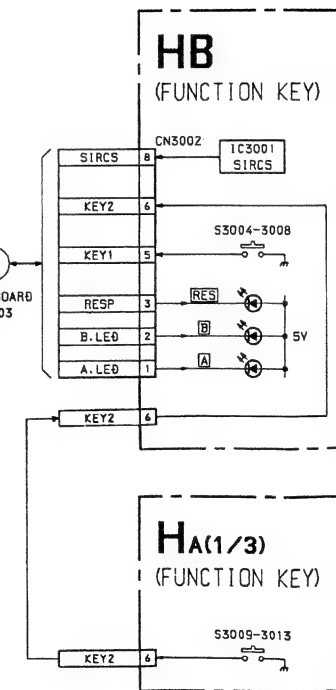 HB
(FUNCTION KEY)
CN3002
SIRCS 8
IC3001
SIRCS
KEY2 6
S3004-3008
KEY1 5
RESP 3
RES
B.LED 2
B
5V
A.LED 1
A
OARD
03
KEY2 6
HA(1/3)
(FUNCTION KEY)
S3009-3013
KEY2 6